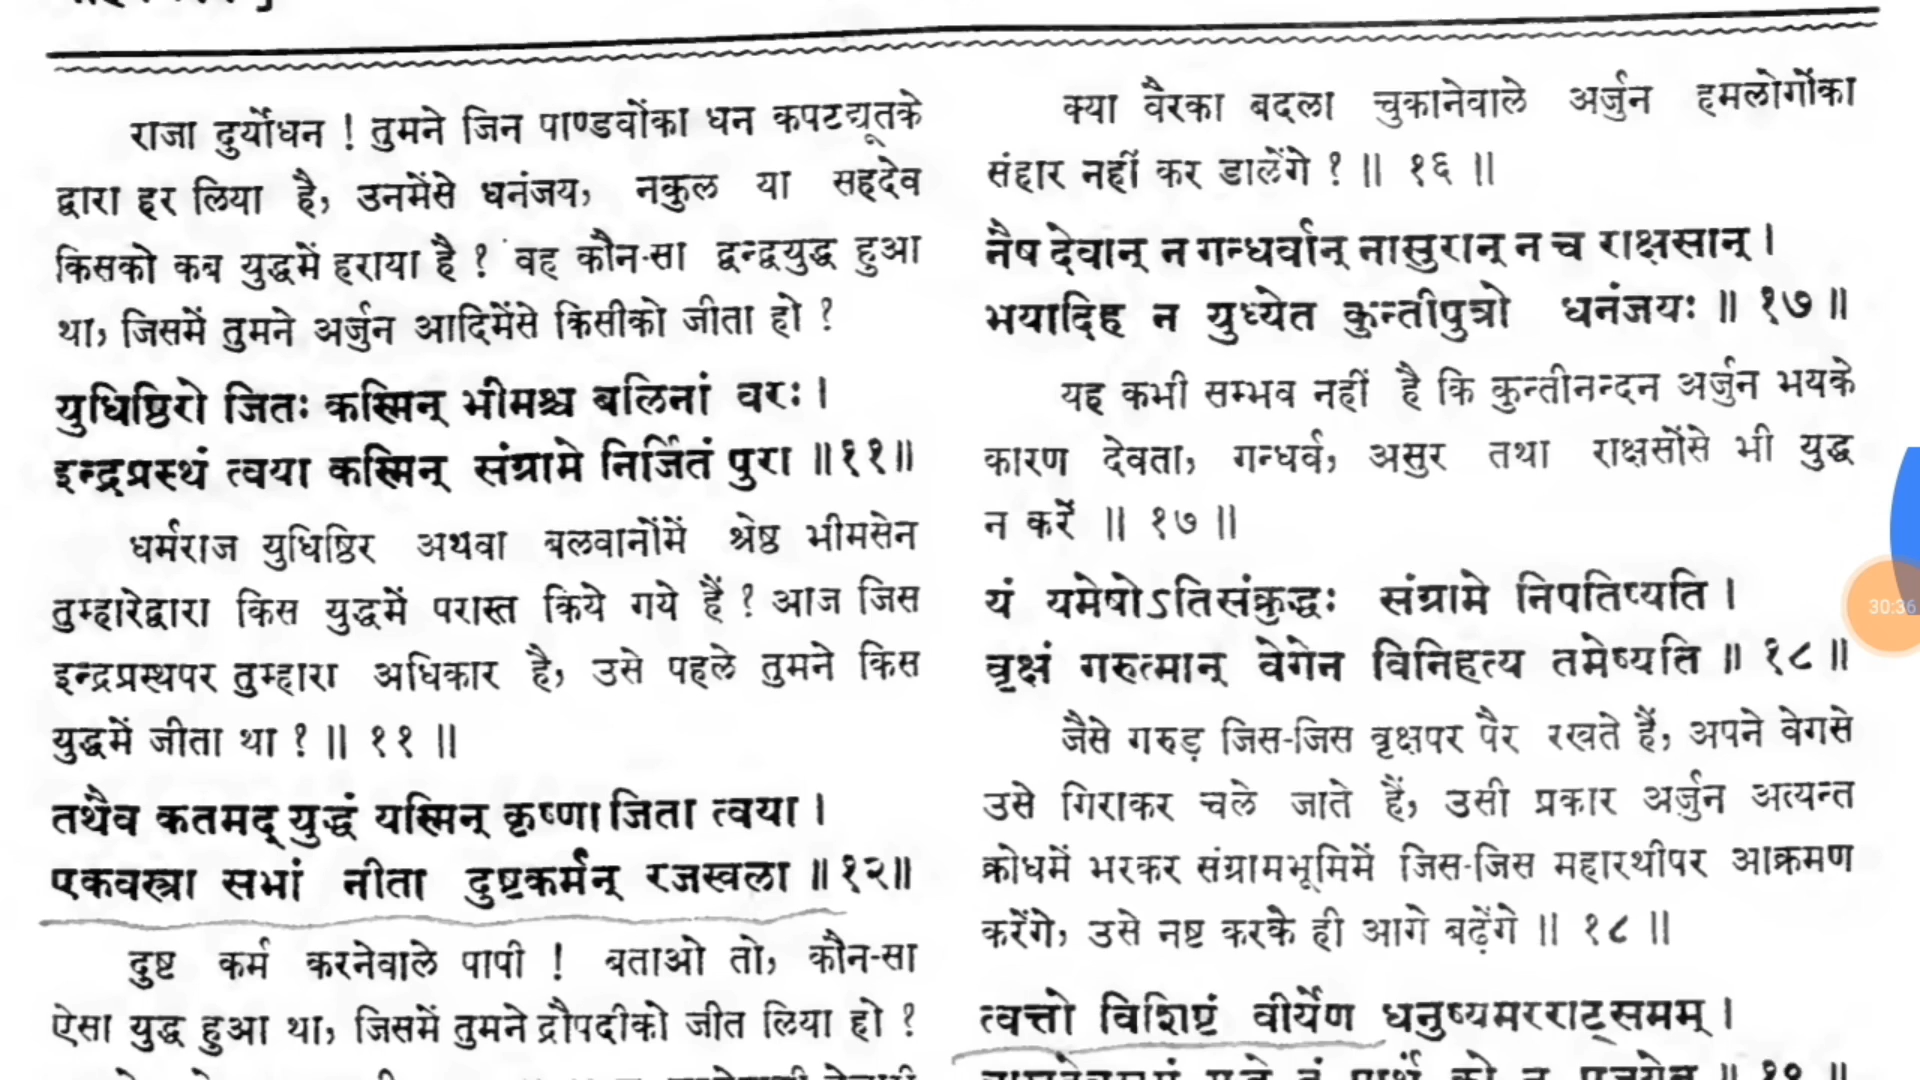 राजा दुर्योधन ! तुमने जिन पाण्डवोंका धन कपटद्यूतके
द्वारा हर लिया है, उनमेंसे धनंजय, नकुल या सहदेव
किसको कब युद्धमें हराया है ? वह कौन-सा द्वन्द्वयुद्ध हुआ
था, जिसमें तुमने अर्जुन आदिमेंसे किसीको जीता हो ?
युधिष्ठिरो जितः कस्मिन् भीमश्च बलिनां वरः ।
इन्द्रप्रस्थं त्वया कस्मिन् संग्रामे निर्जितं पुरा ॥११॥
धर्मराज युधिष्ठिर अथवा बलवानोंमें श्रेष्ठ भीमसेन
तुम्हारेद्वारा किस युद्धमें परास्त किये गये हैं ? आज जिस
इन्द्रप्रस्थपर तुम्हारा अधिकार है, उसे पहले तुमने किस
युद्धमें जीता था ? ॥ ११ ॥
तथैव कतमद् युद्धं यस्मिन् कृष्णा जिता त्वया ।
एकवस्त्रा सभां नीता दुष्टकर्मन् रजस्वला ॥१२॥
दुष्ट कर्म करनेवाले पापी ! बताओ तो, कौन-सा
ऐसा युद्ध हुआ था, जिसमें तुमने द्रौपदीको जीत लिया हो ?
क्या वैरका बदला चुकानेवाले अर्जुन हमलोगोंका
संहार नहीं कर डालेंगे ? ॥ १६ ॥
नैष देवान् न गन्धर्वान् नासुरान् न च राक्षसान् ।
भयादिह न युध्येत कुन्तीपुत्रो धनंजयः ॥ १७ ॥
यह कभी सम्भव नहीं है कि कुन्तीनन्दन अर्जुन भयके
कारण देवता, गन्धर्व, असुर तथा राक्षसोंसे भी युद्ध
न करें ॥ १७ ॥
यं यमेषोऽतिसंक्रुद्धः संग्रामे निपतिष्यति ।
वृक्षं गरुत्मान् वेगेन विनिहत्य तमेष्यति ॥ १८ ॥
जैसे गरुड़ जिस-जिस वृक्षपर पैर रखते हैं, अपने वेगसे
उसे गिराकर चले जाते हैं, उसी प्रकार अर्जुन अत्यन्त
क्रोधमें भरकर संग्रामभूमिमें जिस-जिस महारथीपर आक्रमण
करेंगे, उसे नष्ट करके ही आगे बढ़ेंगे ॥ १८ ॥
त्वत्तो विशिष्टं वीर्येण धनुष्यमरराट्समम् ।
30:36